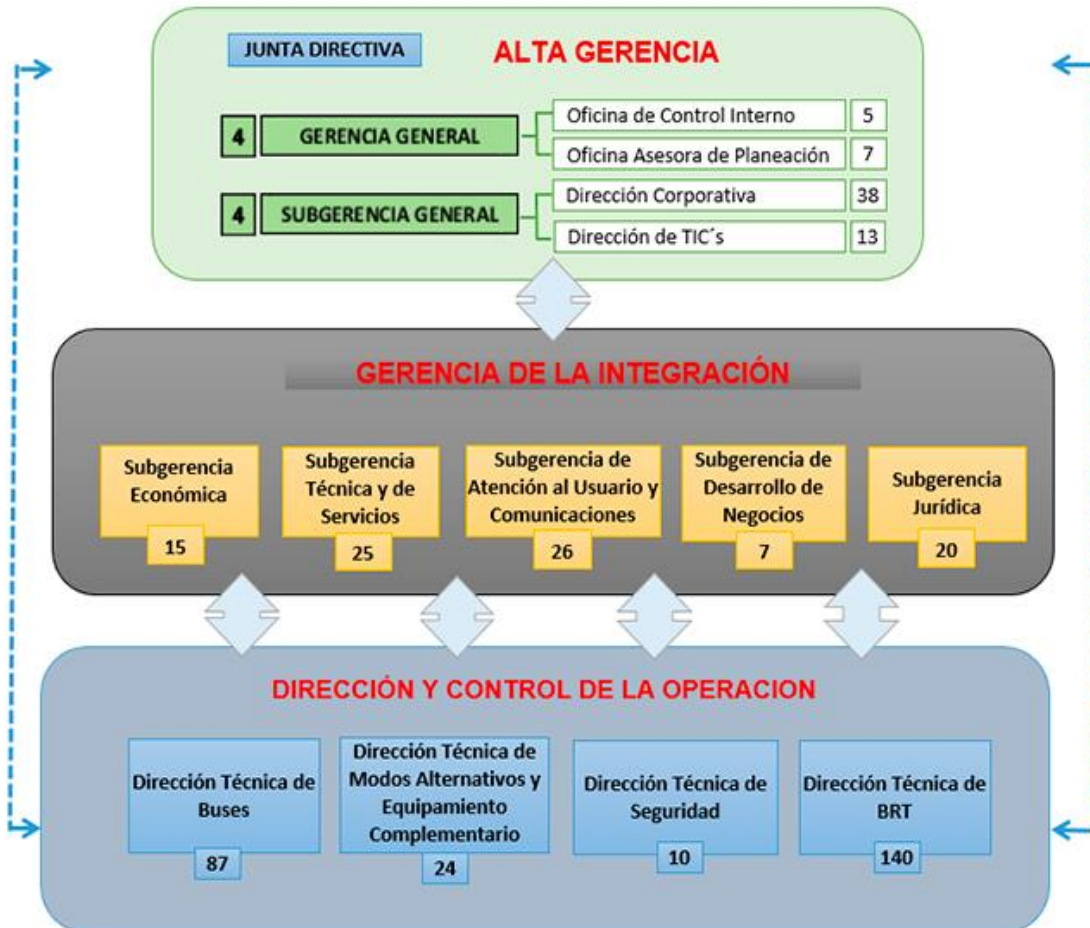 JUNTA DIRECTIVA
ALTA GERENCIA
4
GERENCIA GENERAL
Oficina de Control Interno
5
Oficina Asesora de Planeación
7
4
SUBGERENCIA GENERAL
Dirección Corporativa
38
Dirección de TIC´s
13
GERENCIA DE LA INTEGRACIÓN
Subgerencia
Económica
15
Subgerencia
Técnica y de
Servicios
25
Subgerencia de
Atención al Usuario y
Comunicaciones
26
Subgerencia de
Desarrollo de
Negocios
7
Subgerencia
Jurídica
20
DIRECCIÓN Y CONTROL DE LA OPERACION
Dirección Técnica de
Buses
87
Dirección Técnica de
Modos Alternativos y
Equipamiento
Complementario
24
Dirección Técnica de
Seguridad
10
Dirección Técnica de
BRT
140